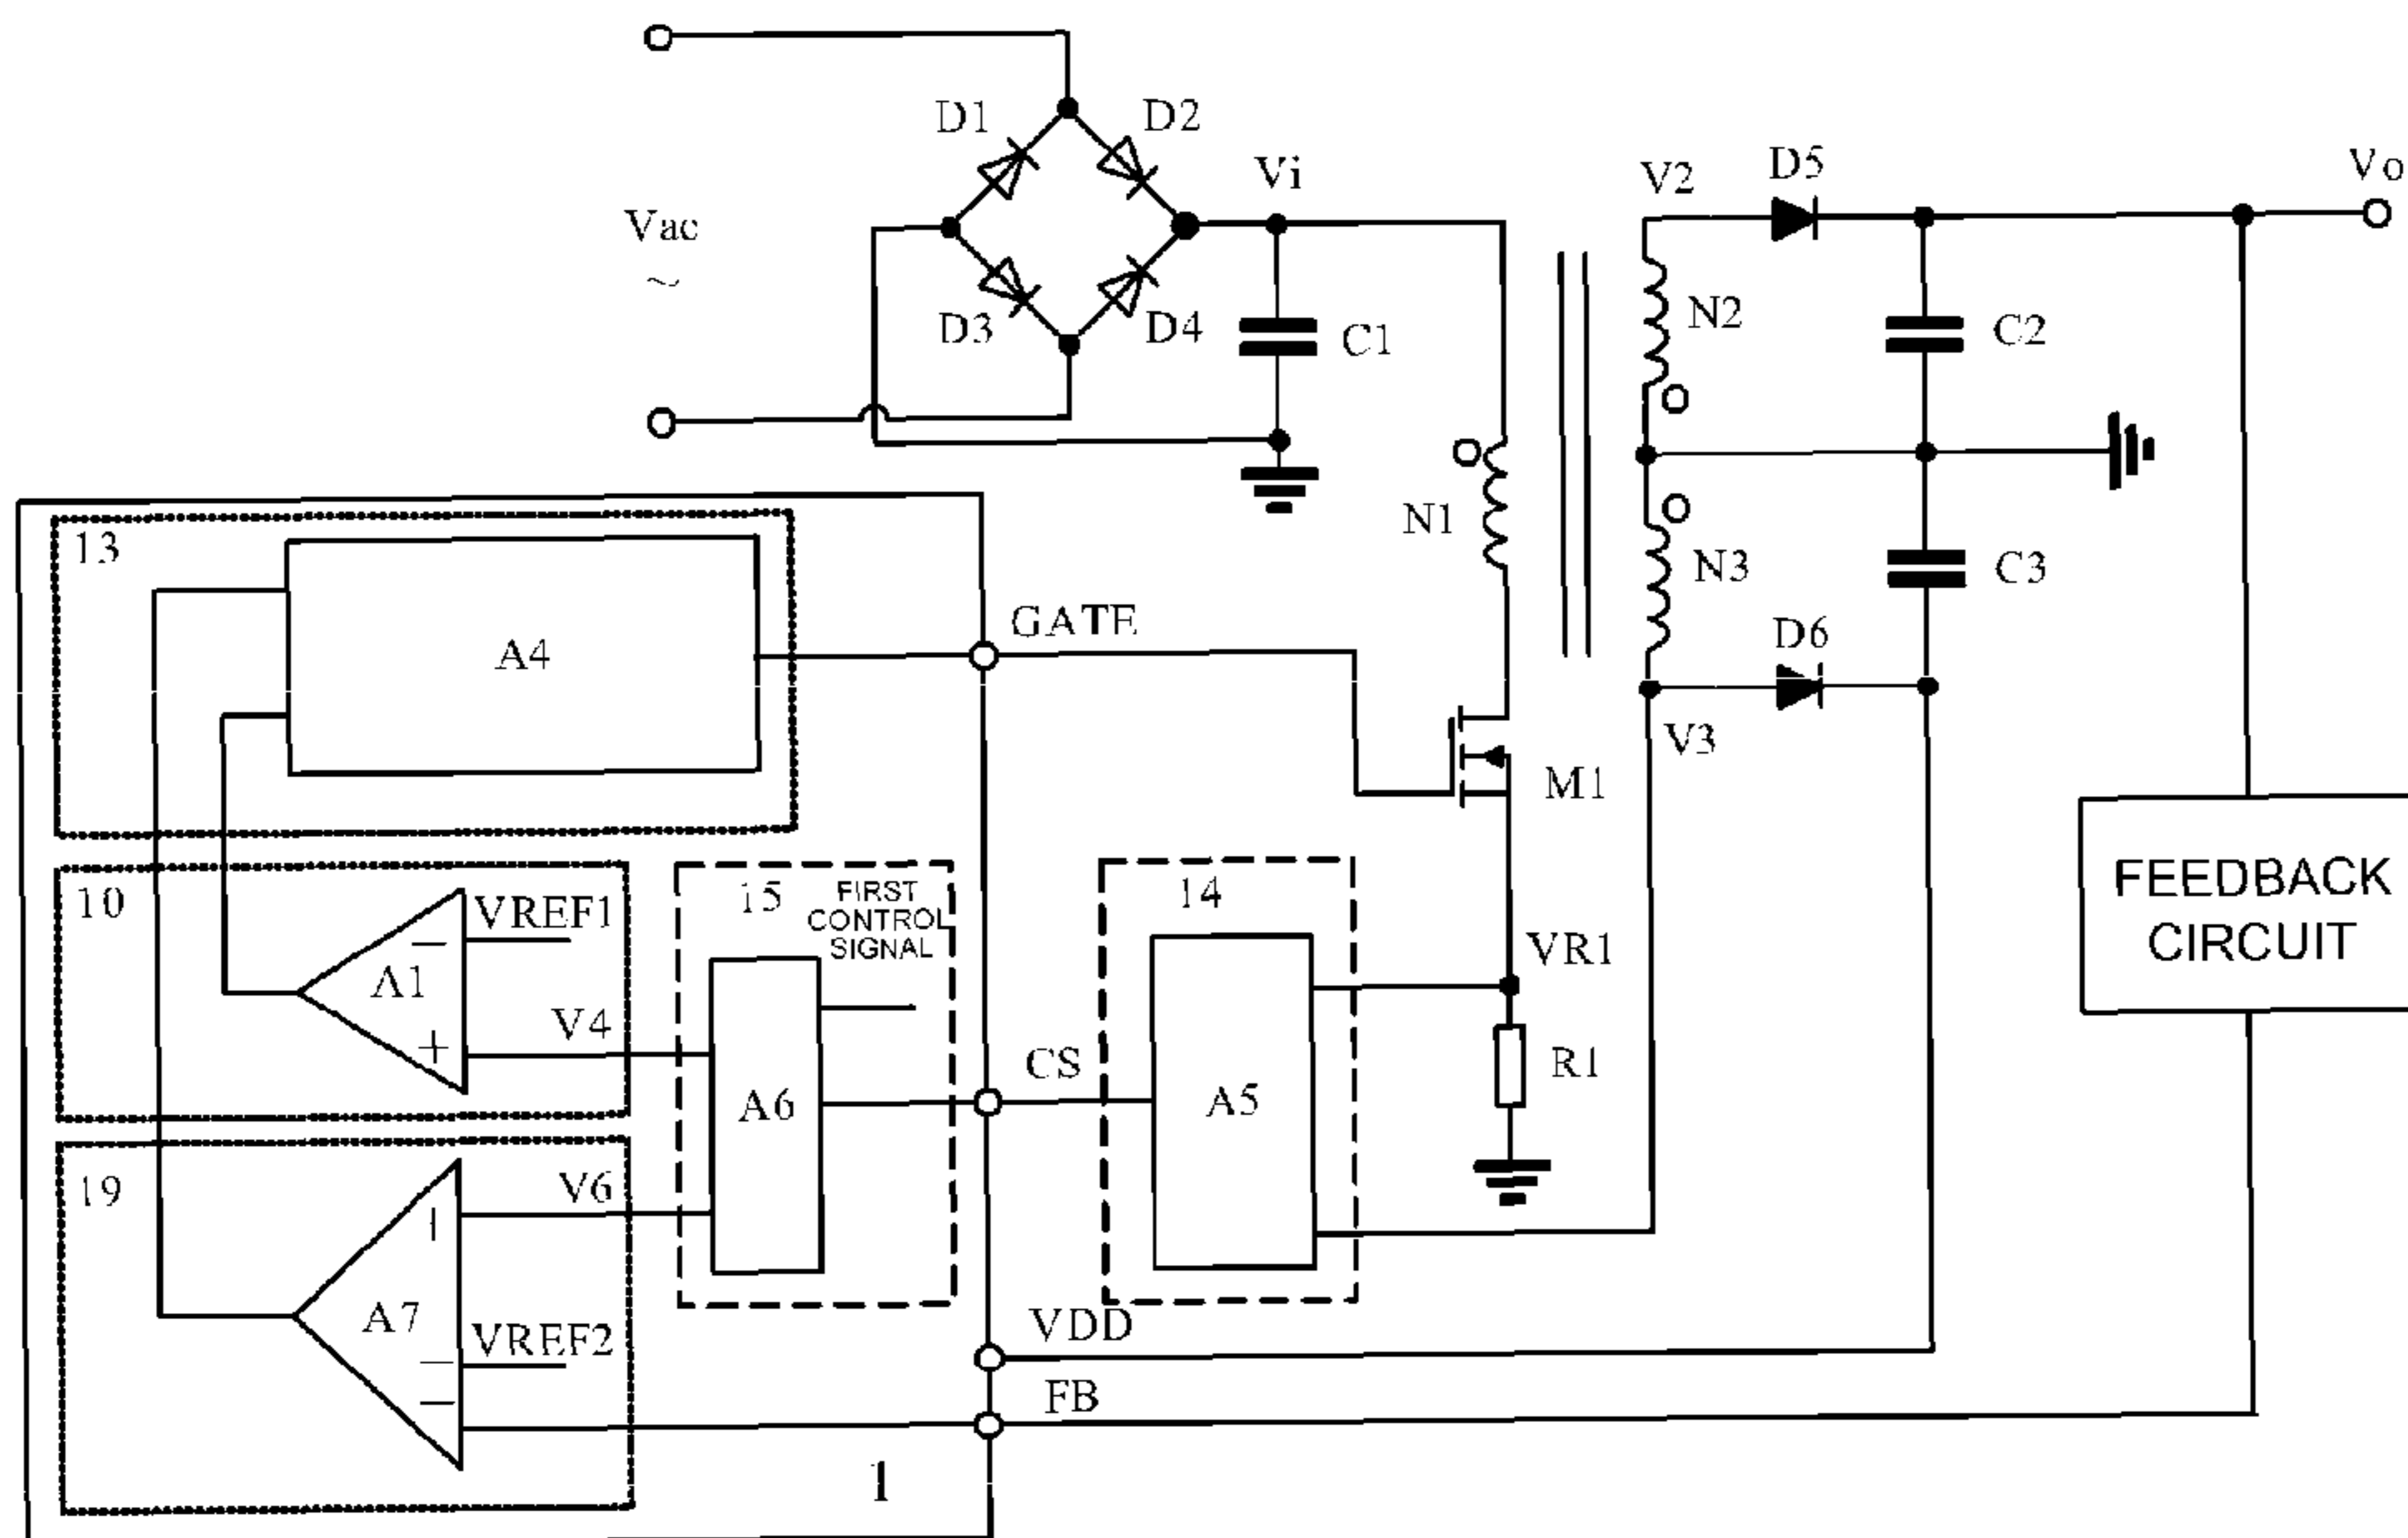 D1
D2
Vi
V2
D5
Vo
Vac
~
D3
D4
C1
N2
C2
N1
N3
C3
13
A4
GATE
D6
V3
M1
10
VREF1
A1
V4
15
FIRST
CONTROL
SIGNAL
A6
CS
14
A5
VR1
R1
FEEDBACK
CIRCUIT
19
V6
A7
VREF2
VDD
FB
1